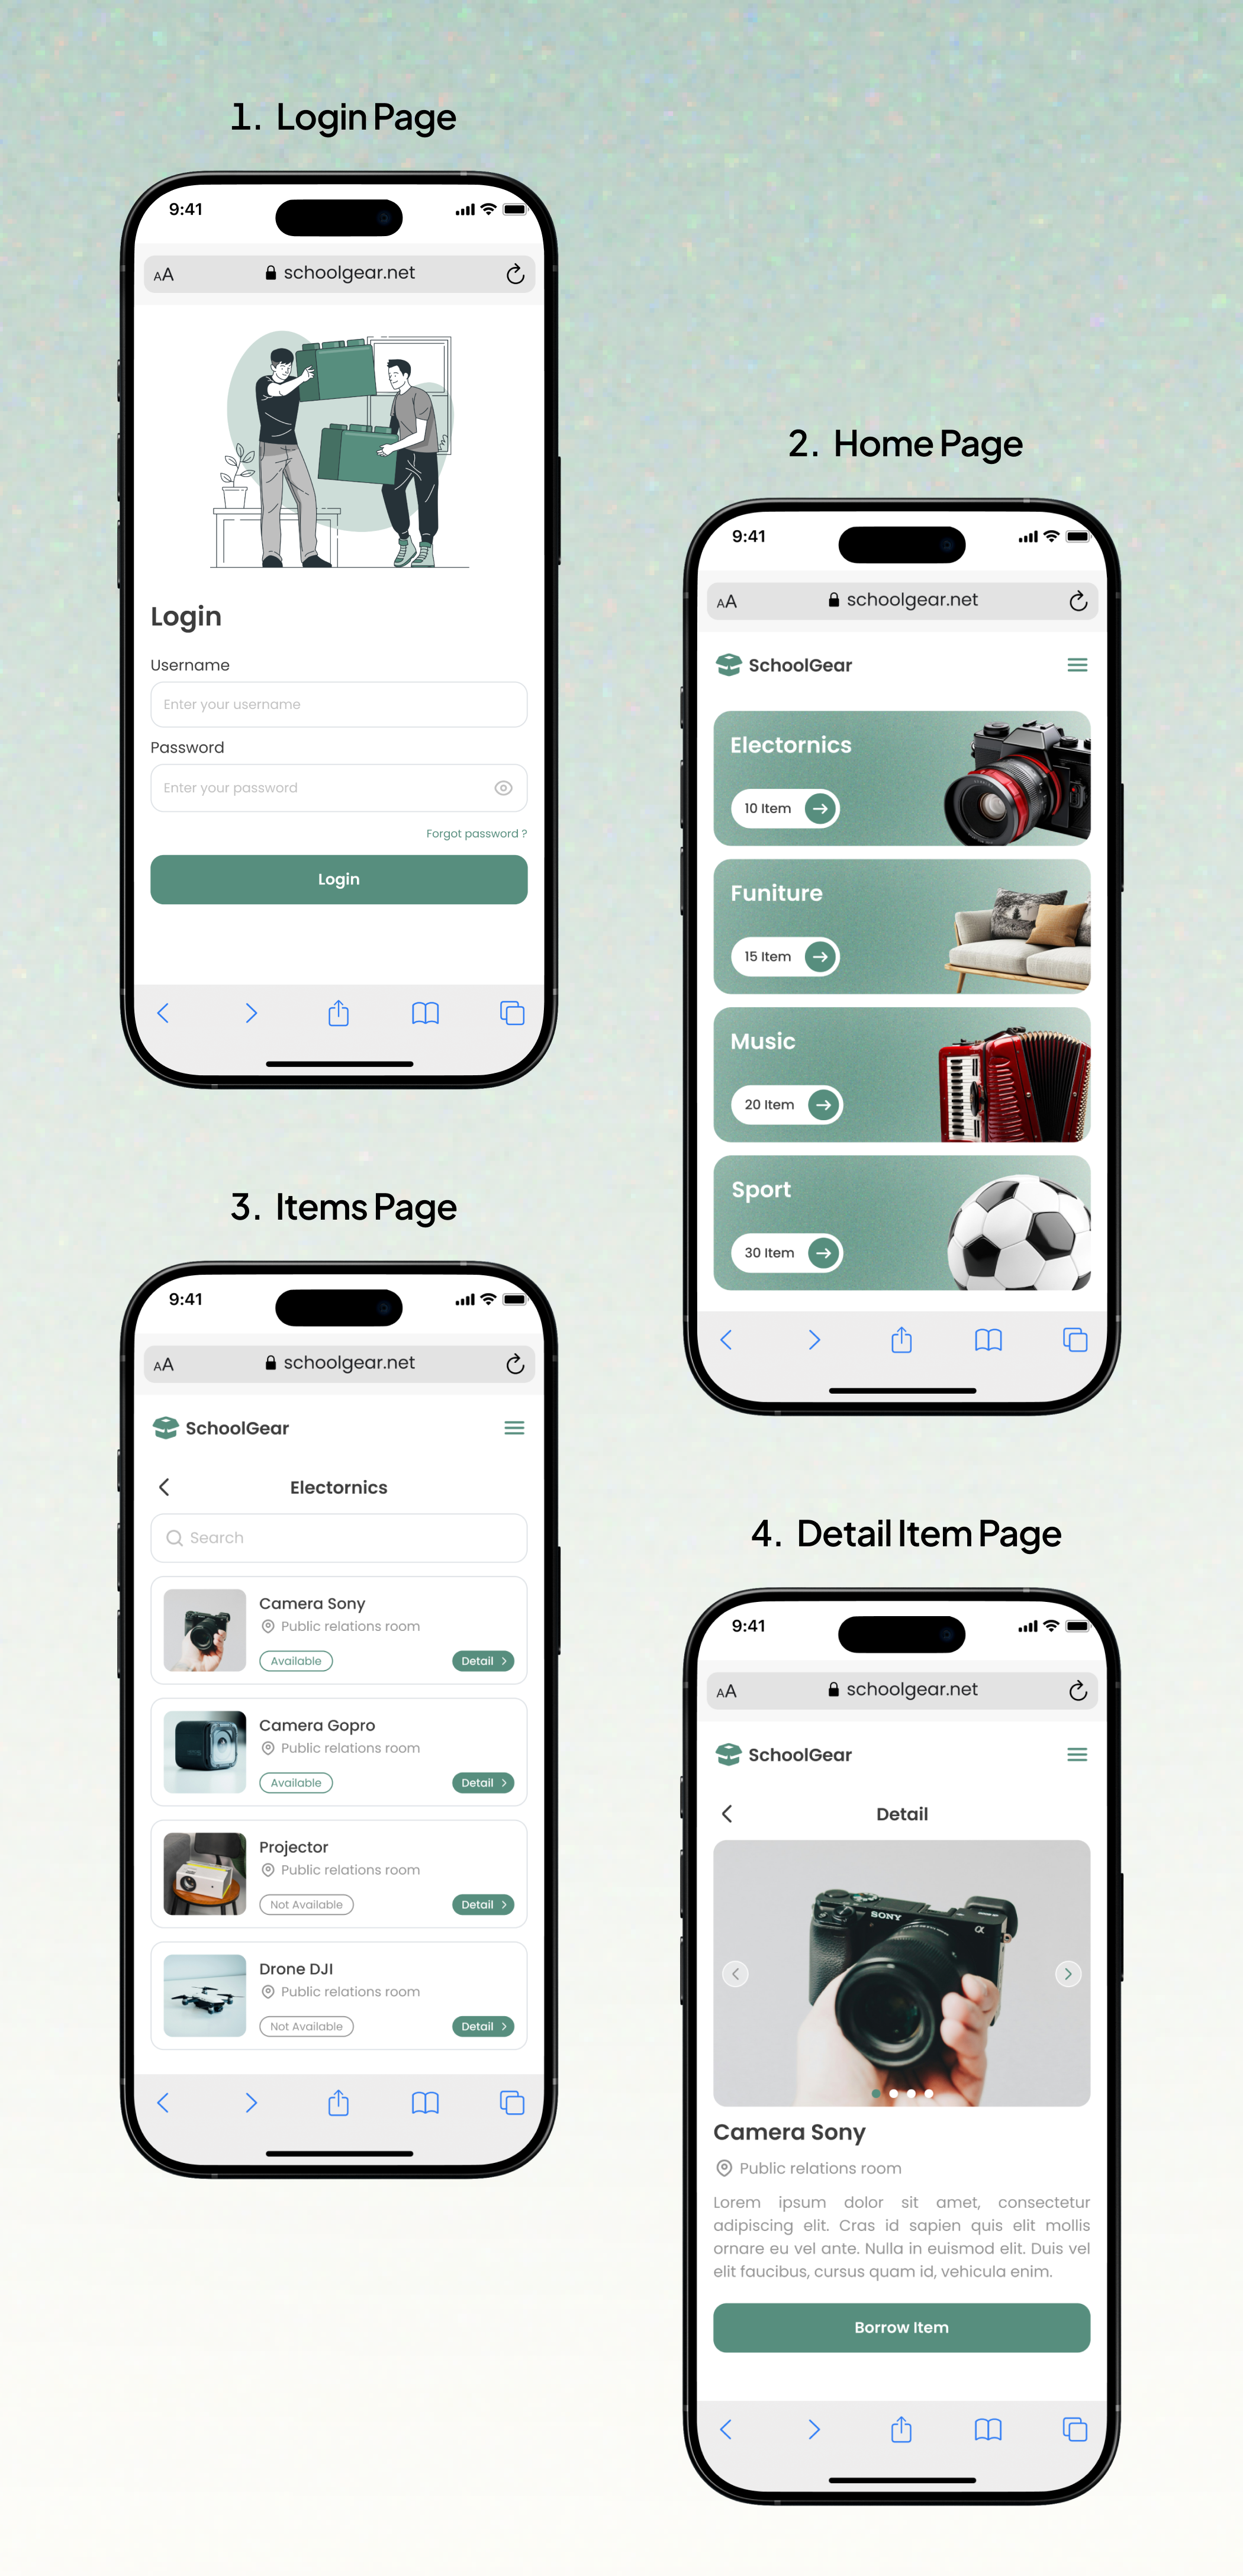 1. Login Page
9:41
AA schoolgear.net
Login
Username
Enter your username
Password
Enter your password
Forgot password ?
Login
2. Home Page
9:41
AA schoolgear.net
SchoolGear
Electornics
10 Item
Funiture
15 Item
Music
20 Item
Sport
30 Item
3. Items Page
9:41
AA schoolgear.net
SchoolGear
Electornics
Search
Camera Sony
Public relations room
Available Detail
Camera Gopro
Public relations room
Available Detail
Projector
Public relations room
Not Available Detail
Drone DJI
Public relations room
Not Available Detail
4. Detail Item Page
9:41
AA schoolgear.net
SchoolGear
Detail
SONY α
Camera Sony
Public relations room
Lorem ipsum dolor sit amet, consectetur
adipiscing elit. Cras id sapien quis elit mollis
ornare eu vel ante. Nulla in euismod elit. Duis vel
elit faucibus, cursus quam id, vehicula enim.
Borrow Item